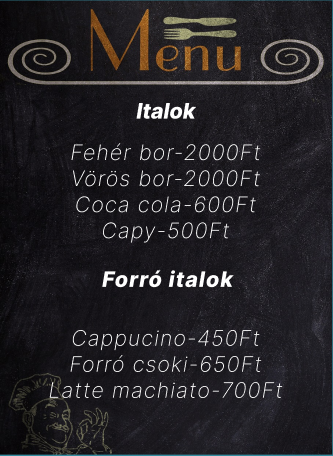 Menu
Italok
Fehér bor-2000Ft
Vörös bor-2000Ft
Coca cola-600Ft
Capy-500Ft
Forró italok
Cappucino-450Ft
Forró csoki-650Ft
Latte machiato-700Ft